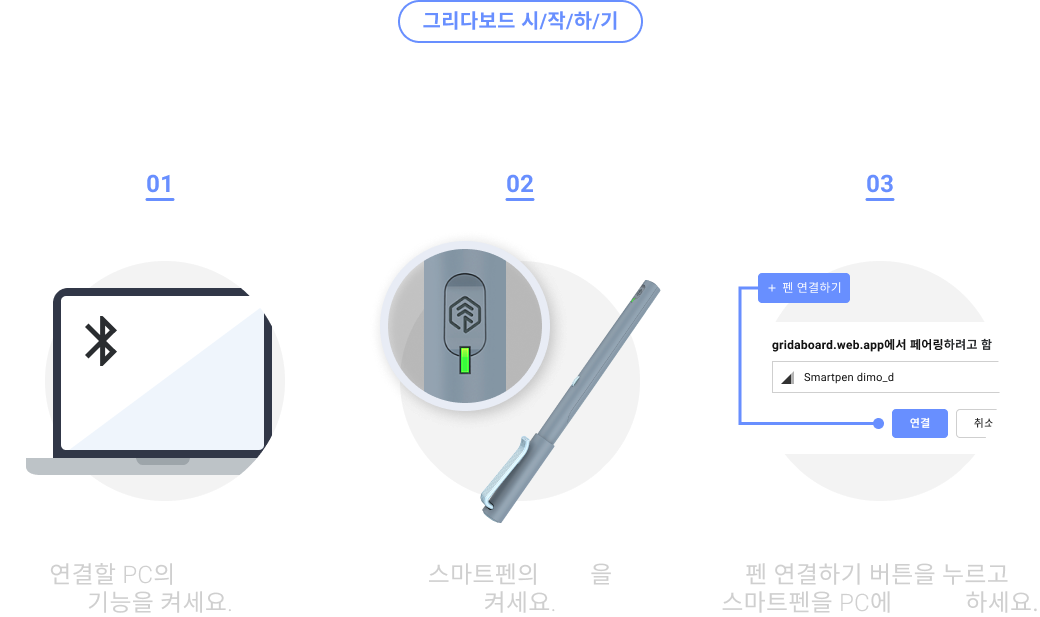 그리다보드 시/작/하/기
01
02
03
+ 펜 연결하기
gridaboard.web.app에서 페어링하려고 함
Smartpen dimo_d
연결
취소
연결할 PC의
기능을 켜세요.
스마트펜의 을
켜세요.
펜 연결하기 버튼을 누르고
스마트펜을 PC에 하세요.